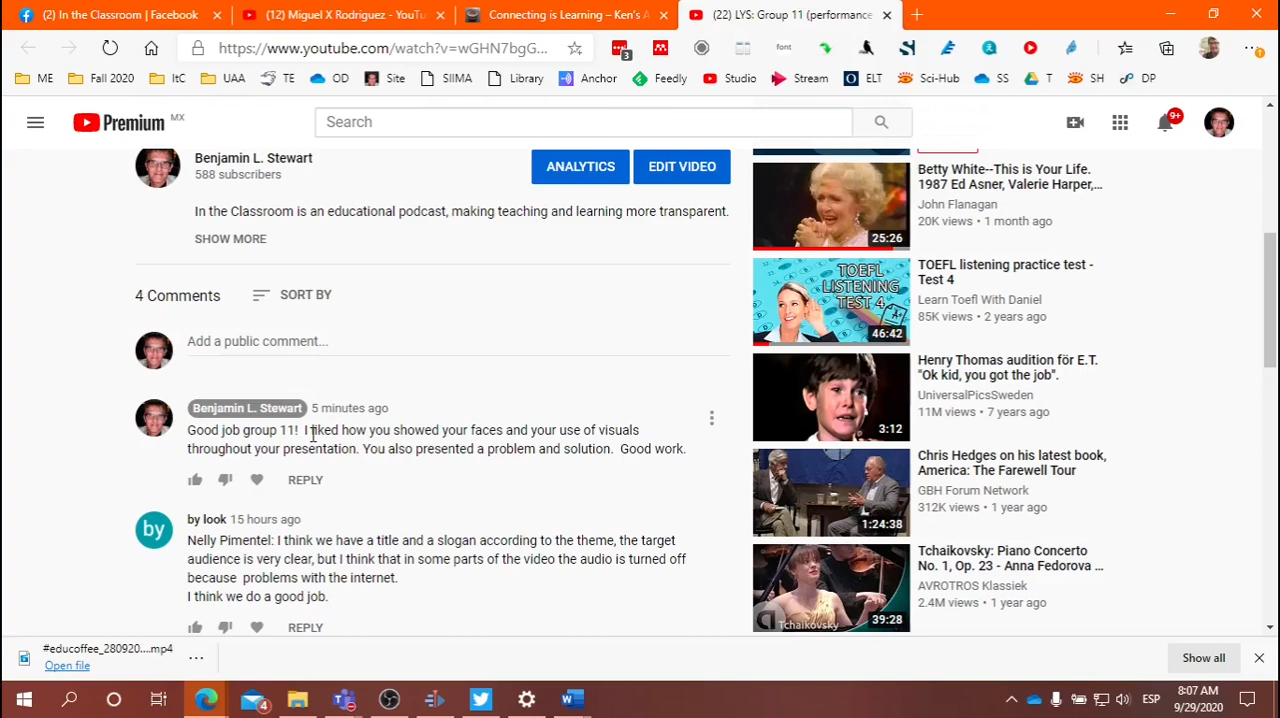 (2) In the Classroom | Facebook
(12) Miguel X Rodriguez - YouTu
Connecting is Learning – Ken's A
(22) LYS: Group 11 (performance
https://www.youtube.com/watch?v=wGHN7bgG...
3
font
ME
Fall 2020
ItC
UAA
TE
OD
Site
SIIMA
Library
Anchor
Feedly
Studio
Stream
ELT
Sci-Hub
SS
T
SH
DP
Premium MX
Search
9+
Benjamin L. Stewart
588 subscribers
ANALYTICS
EDIT VIDEO
In the Classroom is an educational podcast, making teaching and learning more transparent.
SHOW MORE
4 Comments
SORT BY
Add a public comment...
Benjamin L. Stewart 5 minutes ago
Good job group 11!  I liked how you showed your faces and your use of visuals
throughout your presentation. You also presented a problem and solution.  Good work.
REPLY
by
by look 15 hours ago
Nelly Pimentel: I think we have a title and a slogan according to the theme, the target
audience is very clear, but I think that in some parts of the video the audio is turned off
because  problems with the internet.
I think we do a good job.
REPLY
25:26
Betty White--This is Your Life.
1987 Ed Asner, Valerie Harper,...
John Flanagan
20K views • 1 month ago
TOEFL
LISTENING
TEST 4
46:42
TOEFL listening practice test -
Test 4
Learn Toefl With Daniel
85K views • 2 years ago
3:12
Henry Thomas audition för E.T.
"Ok kid, you got the job".
UniversalPicsSweden
11M views • 7 years ago
1:24:38
Chris Hedges on his latest book,
America: The Farewell Tour
GBH Forum Network
312K views • 1 year ago
Tchaikovsky
39:28
Tchaikovsky: Piano Concerto
No. 1, Op. 23 - Anna Fedorova ...
AVROTROS Klassiek
2.4M views • 1 year ago
#educoffee_280920....mp4
Open file
Show all
4
ESP
8:07 AM
9/29/2020